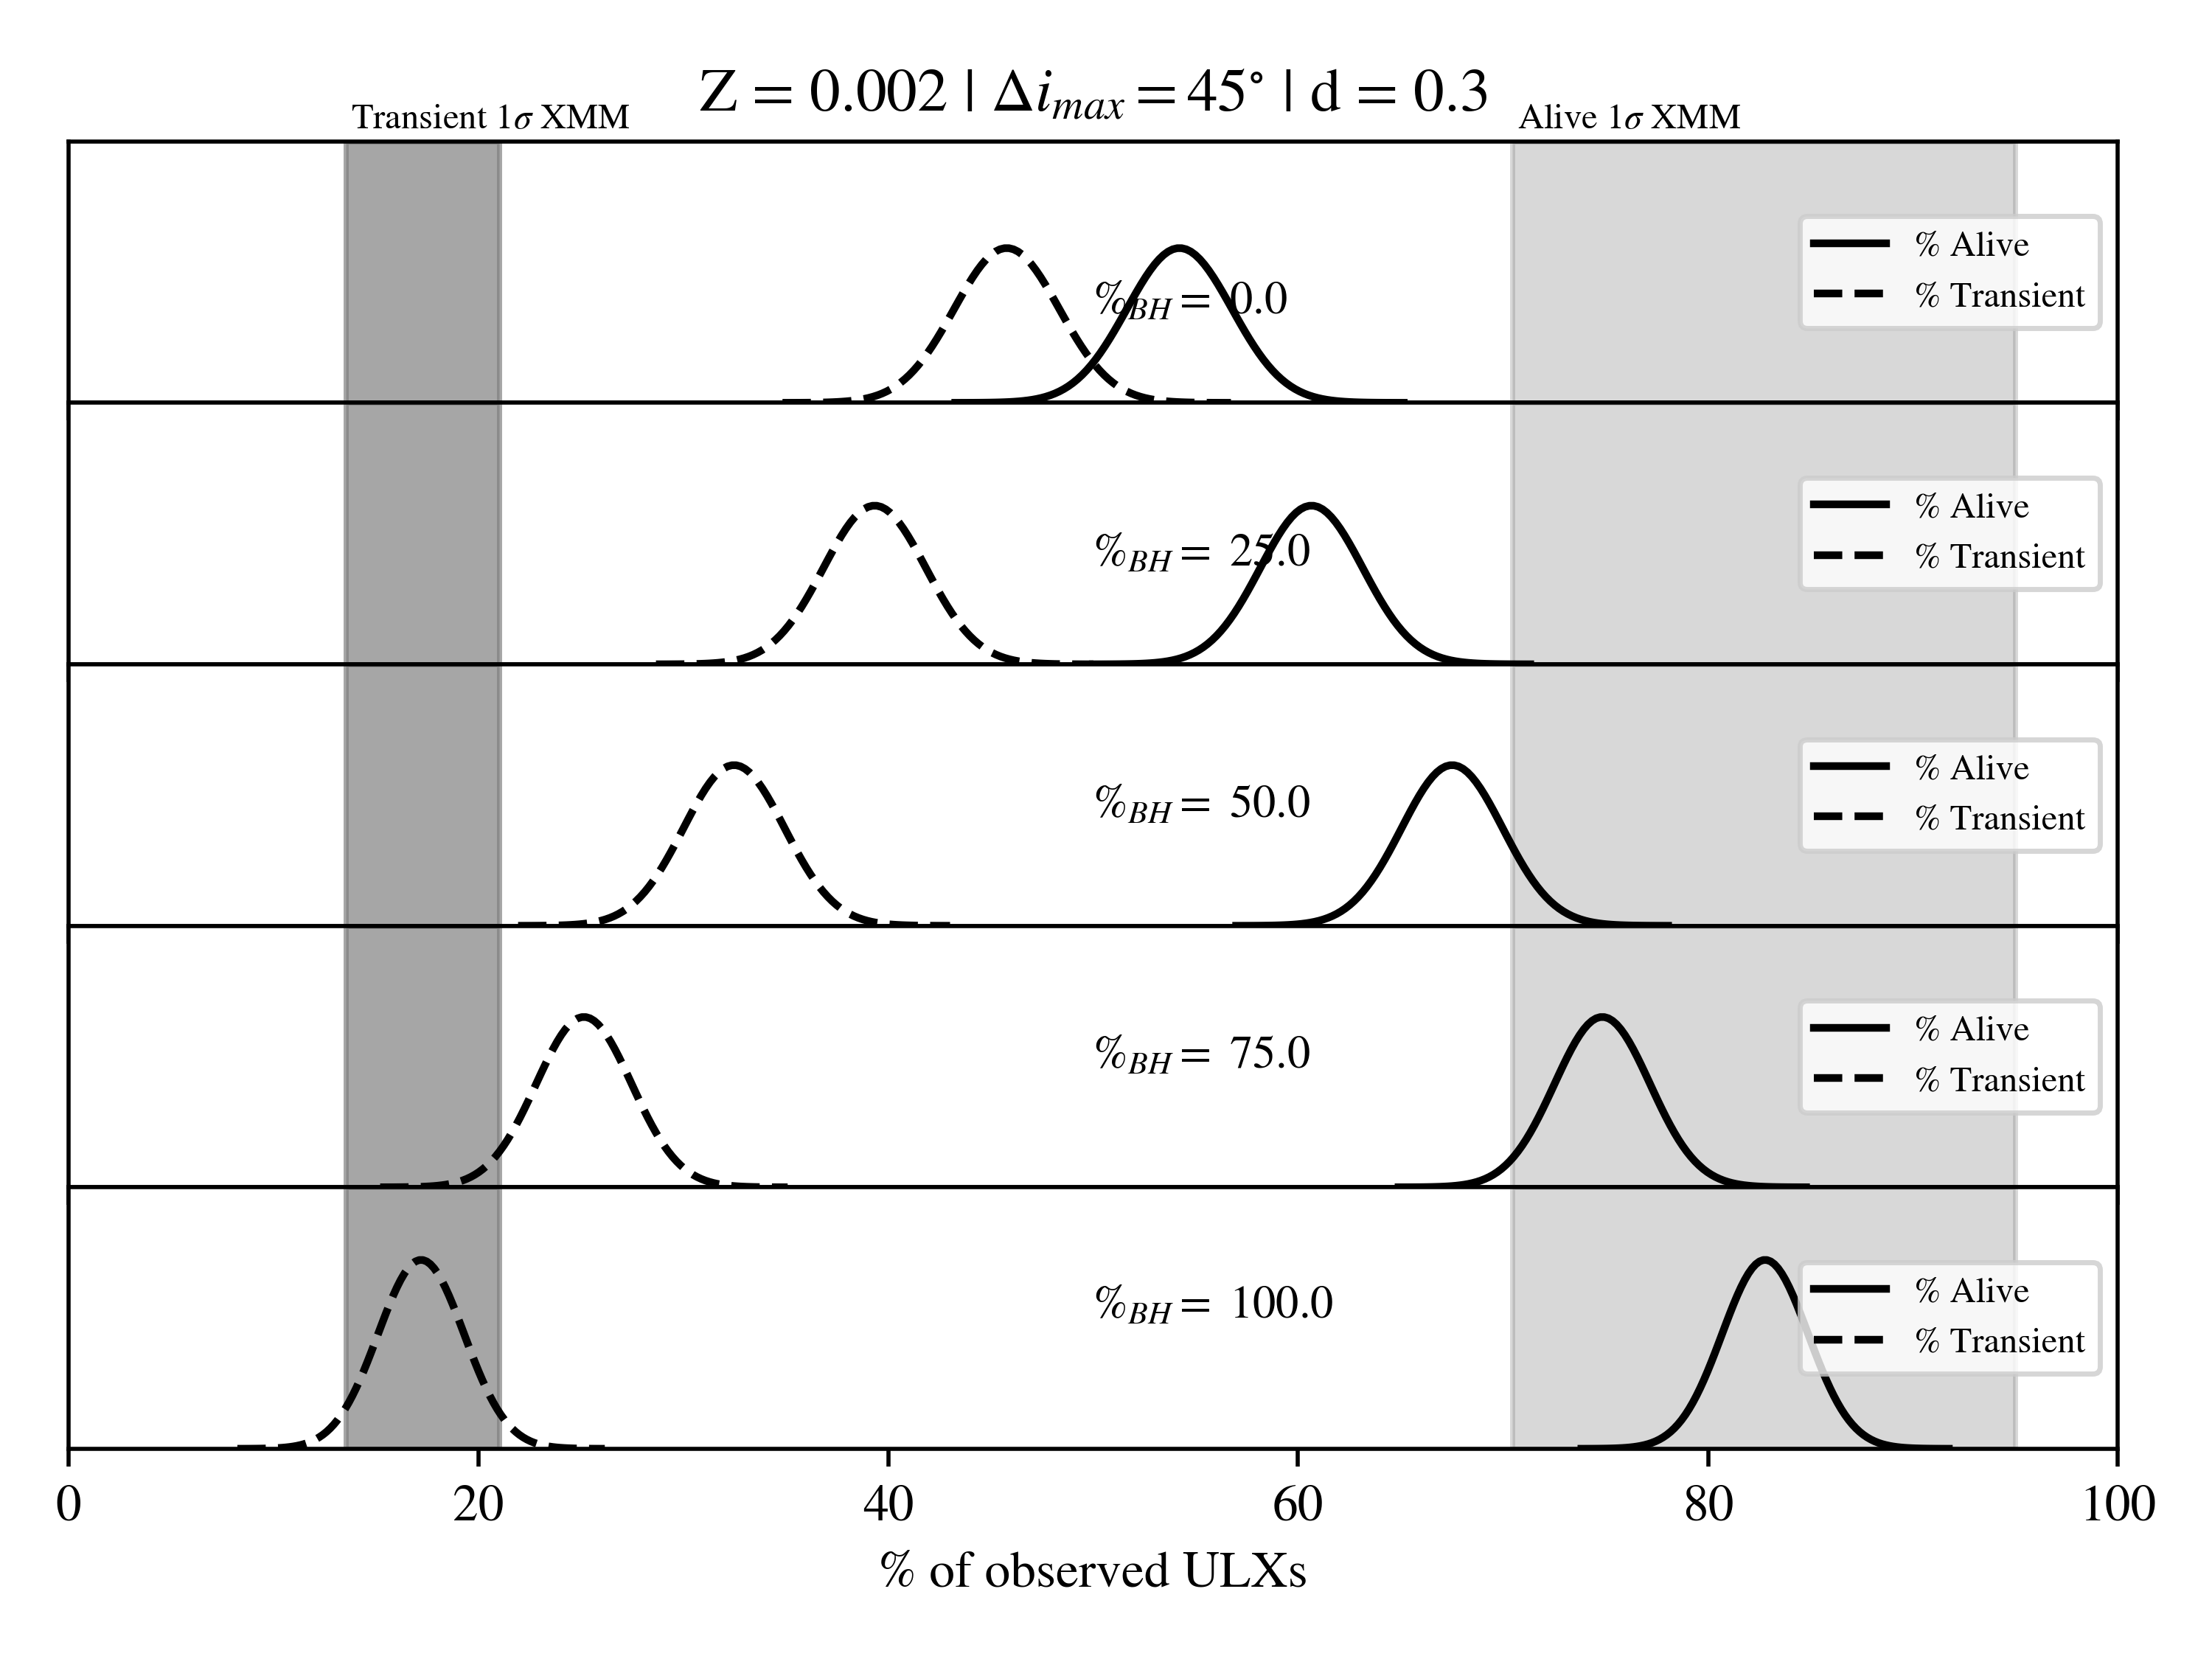 Z = 0.002 | Δi_max = 45° | d = 0.3
Transient 1σ XMM
Alive 1σ XMM
%_BH = 0.0
% Alive
% Transient
%_BH = 25.0
% Alive
% Transient
%_BH = 50.0
% Alive
% Transient
%_BH = 75.0
% Alive
% Transient
%_BH = 100.0
% Alive
% Transient
0 20 40 60 80 100
% of observed ULXs